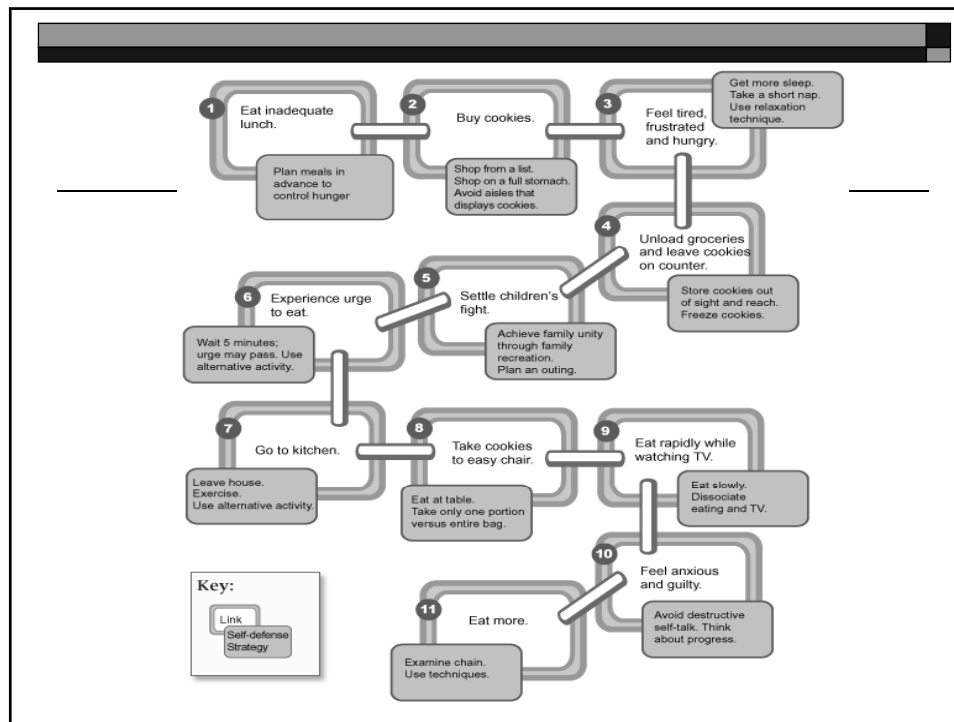 1
Eat inadequate
lunch.
Plan meals in
advance to
control hunger
2
Buy cookies.
Shop from a list.
Shop on a full stomach.
Avoid aisles that
displays cookies.
3
Feel tired,
frustrated
and hungry.
Get more sleep.
Take a short nap.
Use relaxation
technique.
4
Unload groceries
and leave cookies
on counter.
Store cookies out
of sight and reach.
Freeze cookies.
5
Settle children's
fight.
Achieve family unity
through family
recreation.
Plan an outing.
6
Experience urge
to eat.
Wait 5 minutes;
urge may pass. Use
alternative activity.
7
Go to kitchen.
Leave house.
Exercise.
Use alternative activity.
8
Take cookies
to easy chair.
Eat at table.
Take only one portion
versus entire bag.
9
Eat rapidly while
watching TV.
Eat slowly.
Dissociate
eating and TV.
10
Feel anxious
and guilty.
Avoid destructive
self-talk. Think
about progress.
11
Eat more.
Examine chain.
Use techniques.
Key:
Link
Self-defense
Strategy